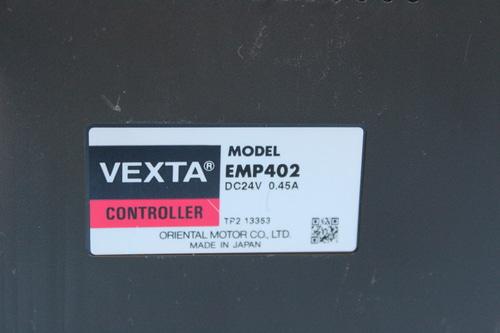 MODEL
VEXTA® EMP402
DC24V 0.45A
CONTROLLER
TP2 13353
ORIENTAL MOTOR CO., LTD.
MADE IN JAPAN